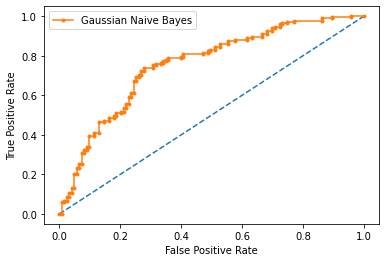 Gaussian Naive Bayes
1.0
0.8
0.6
0.4
0.2
0.0
True Positive Rate
0.0 0.2 0.4 0.6 0.8 1.0
False Positive Rate